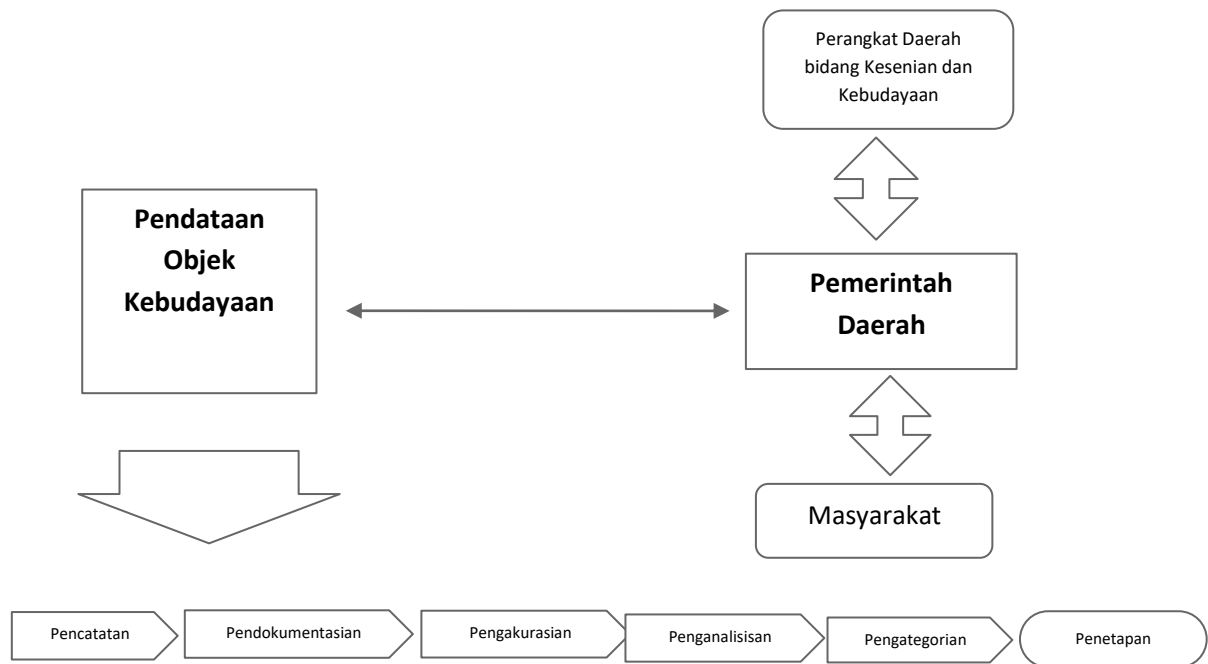 Perangkat Daerah
bidang Kesenian dan
Kebudayaan
Pendataan
Objek
Kebudayaan
Pemerintah
Daerah
Masyarakat
Pencatatan
Pendokumentasian
Pengakurasian
Penganalisisan
Pengategorian
Penetapan